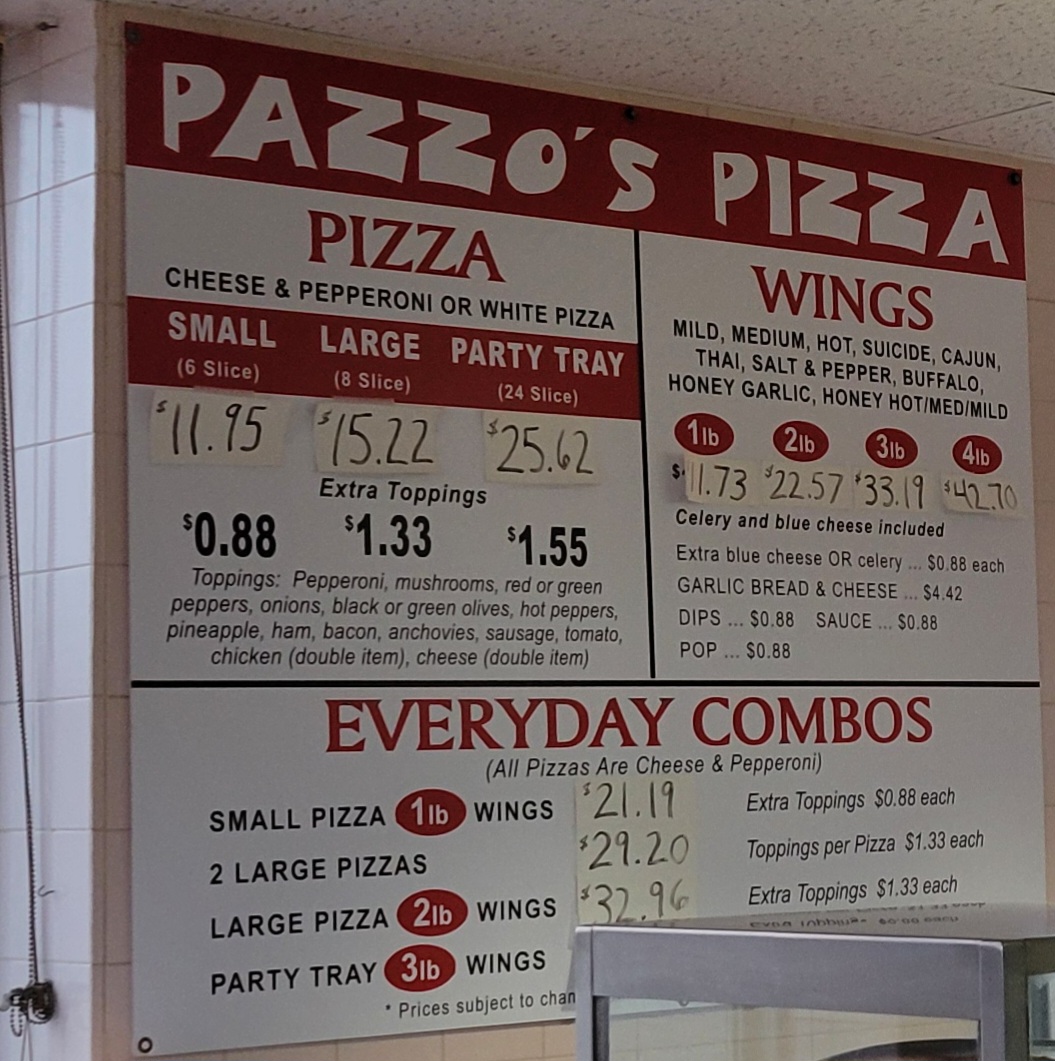 PAZZO'S PIZZA
PIZZA
CHEESE & PEPPERONI OR WHITE PIZZA
SMALL LARGE PARTY TRAY
(6 Slice) (8 Slice) (24 Slice)
$11.95 $15.22 $25.62
Extra Toppings
$0.88 $1.33 $1.55
Toppings: Pepperoni, mushrooms, red or green
peppers, onions, black or green olives, hot peppers,
pineapple, ham, bacon, anchovies, sausage, tomato,
chicken (double item), cheese (double item)
WINGS
MILD, MEDIUM, HOT, SUICIDE, CAJUN,
THAI, SALT & PEPPER, BUFFALO,
HONEY GARLIC, HONEY HOT/MED/MILD
1lb 2lb 3lb 4lb
$11.73 $22.57 $33.19 $42.70
Celery and blue cheese included
Extra blue cheese OR celery ... $0.88 each
GARLIC BREAD & CHEESE ... $4.42
DIPS ... $0.88 SAUCE ... $0.88
POP ... $0.88
EVERYDAY COMBOS
(All Pizzas Are Cheese & Pepperoni)
SMALL PIZZA 1lb WINGS $21.19 Extra Toppings $0.88 each
2 LARGE PIZZAS $29.20 Toppings per Pizza $1.33 each
LARGE PIZZA 2lb WINGS $32.96 Extra Toppings $1.33 each
PARTY TRAY 3lb WINGS
* Prices subject to chan